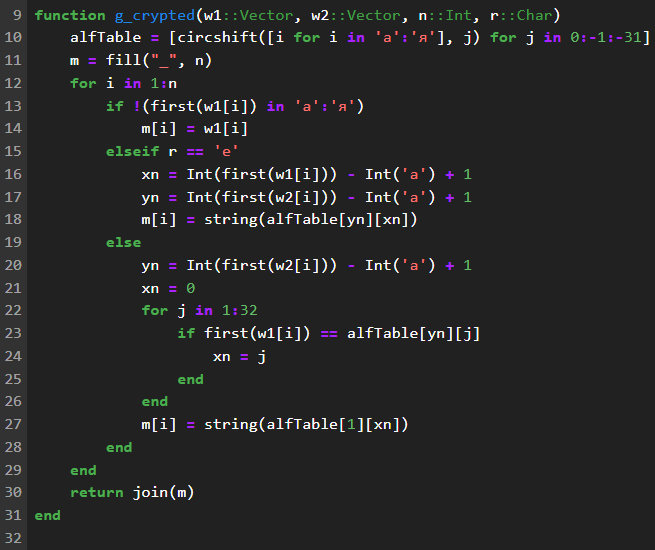 9 function g_crypted(w1::Vector, w2::Vector, n::Int, r::Char)
10     alfTable = [circshift([i for i in 'а':'я'], j) for j in 0:-1:-31]
11     m = fill("_", n)
12     for i in 1:n
13         if !(first(w1[i]) in 'а':'я')
14             m[i] = w1[i]
15         elseif r == 'e'
16             xn = Int(first(w1[i])) - Int('а') + 1
17             yn = Int(first(w2[i])) - Int('а') + 1
18             m[i] = string(alfTable[yn][xn])
19         else
20             yn = Int(first(w2[i])) - Int('а') + 1
21             xn = 0
22             for j in 1:32
23                 if first(w1[i]) == alfTable[yn][j]
24                     xn = j
25                 end
26             end
27             m[i] = string(alfTable[1][xn])
28         end
29     end
30     return join(m)
31 end
32